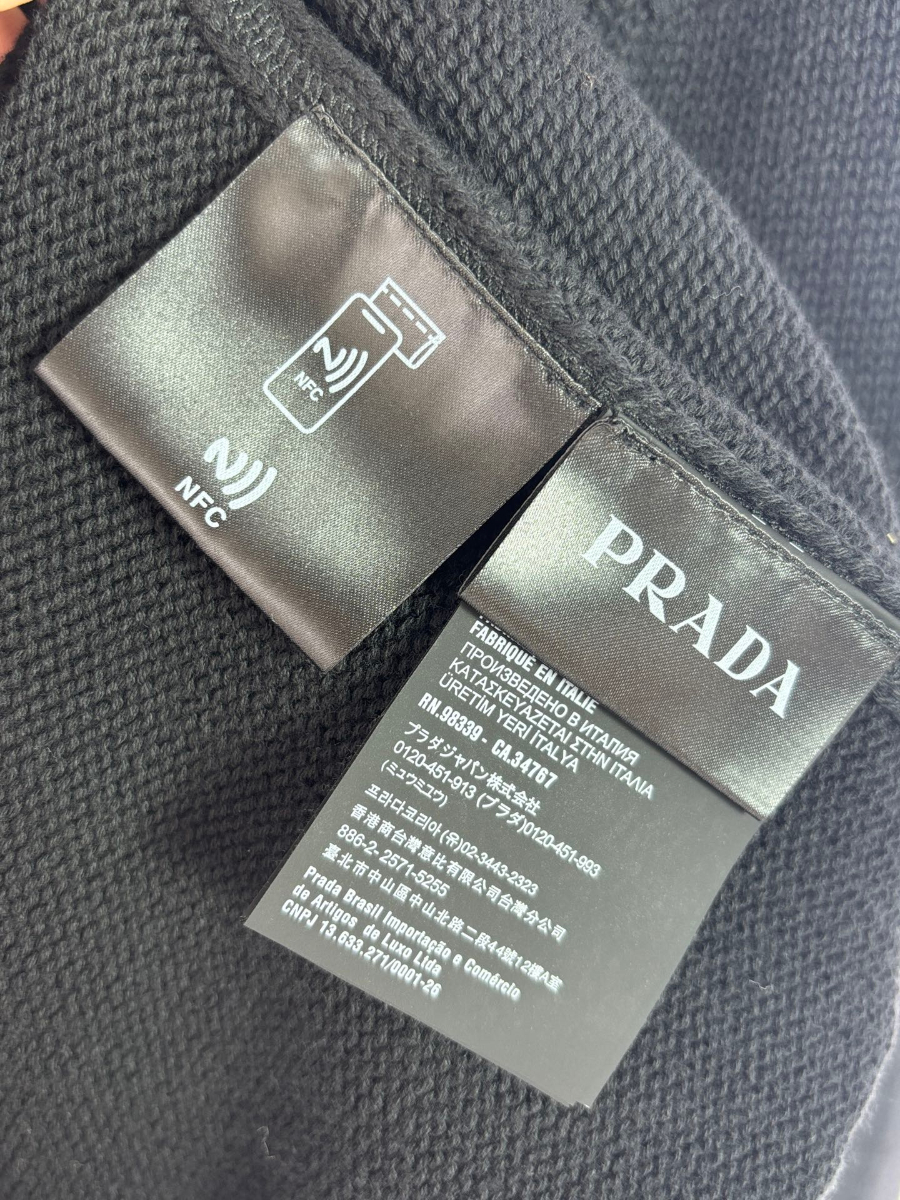 NFC
NFC
PRADA
FABRIQUÉ EN ITALIE
ПРОИЗВЕДЕНО В ИТАЛИЯ
ΚΑΤΑΣΚΕΥΑΖΕΤΑΙ ΣΤΗΝ ΙΤΑΛΙΑ
ÜRETİM YERİ İTALYA
RN.98339 - CA.34767
プラダジャパン株式会社
0120-451-913 (プラダ)0120-451-993
(ミュウミュウ)
프라다코리아(유)02-3443-2323
香港商台灣意比有限公司台灣分公司
886-2- 2571-5255
臺北市中山區中山北路二段44號12樓A室
Prada Brasil Importação e Comércio
de Artigos de Luxo Ltda
CNPJ 13.633.271/0001-26